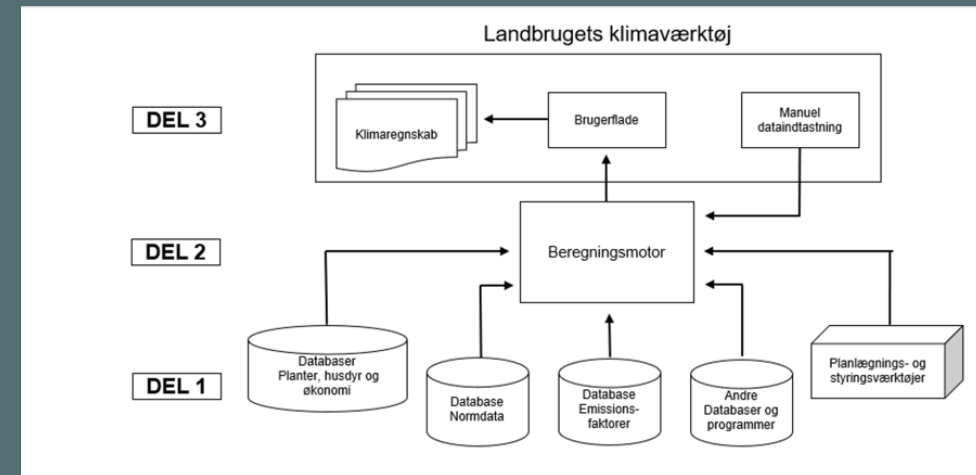 Landbrugets klimaværktøj
DEL 3
Klimaregnskab
Brugerflade
Manuel
dataindtastning
DEL 2
Beregningsmotor
DEL 1
Databaser
Planter, husdyr og
økonomi
Database
Normdata
Database
Emissions-
faktorer
Andre
Databaser og
programmer
Planlægnings- og
styringsværktøjer